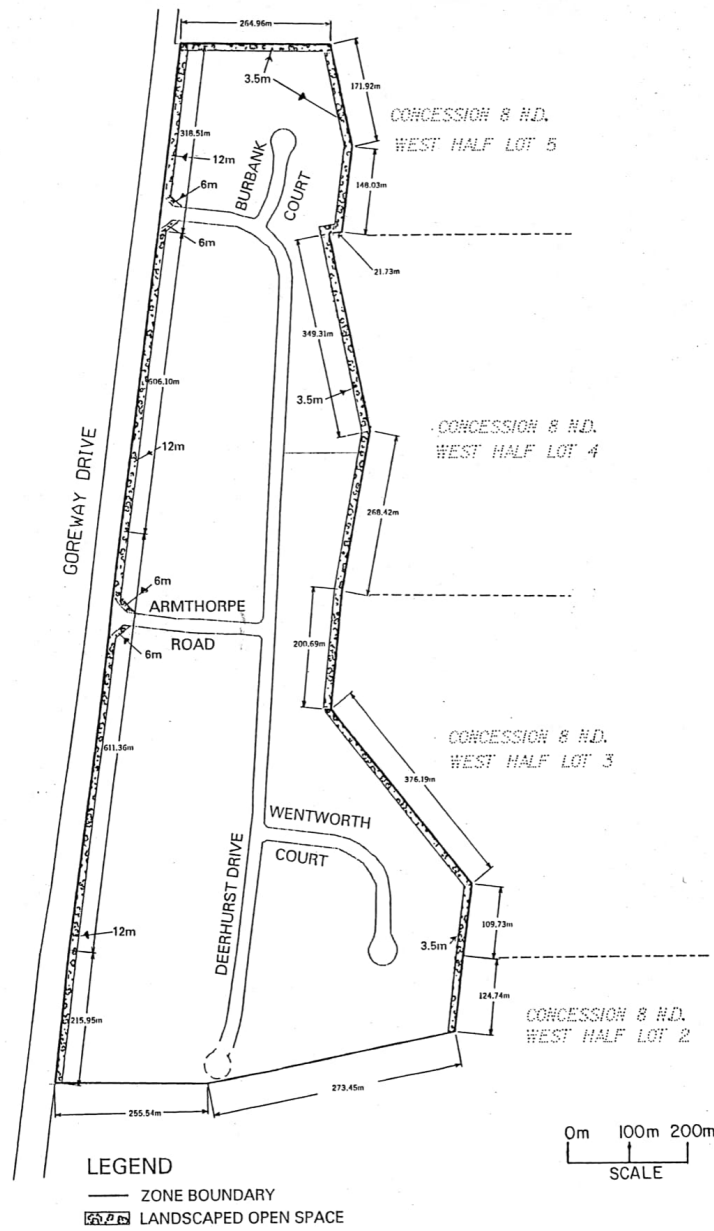 264.96m
3.5m
171.92m
CONCESSION 8 N.D.
WEST HALF LOT 5
318.51m
12m
BURBANK
COURT
148.03m
6m
6m
21.73m
349.31m
606.10m
3.5m
CONCESSION 8 N.D.
WEST HALF LOT 4
12m
GOREWAY DRIVE
268.42m
6m
ARMTHORPE
ROAD
6m
200.69m
611.36m
CONCESSION 8 N.D.
WEST HALF LOT 3
376.19m
WENTWORTH
COURT
DEERHURST DRIVE
12m
3.5m
109.73m
215.95m
124.74m
CONCESSION 8 N.D.
WEST HALF LOT 2
273.45m
255.54m
0m 100m 200m
SCALE
LEGEND
ZONE BOUNDARY
LANDSCAPED OPEN SPACE